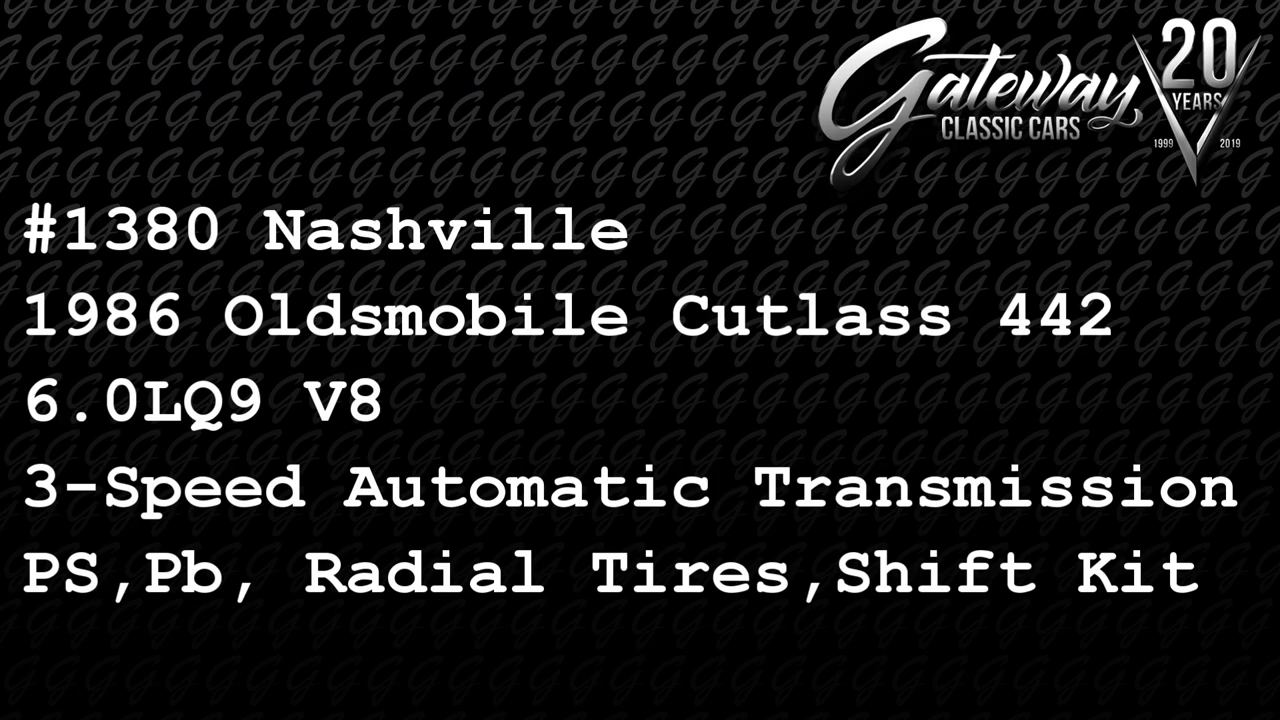 Gateway
CLASSIC CARS
20
YEARS
1999 2019
#1380 Nashville
1986 Oldsmobile Cutlass 442
6.0LQ9 V8
3-Speed Automatic Transmission
PS,Pb, Radial Tires,Shift Kit